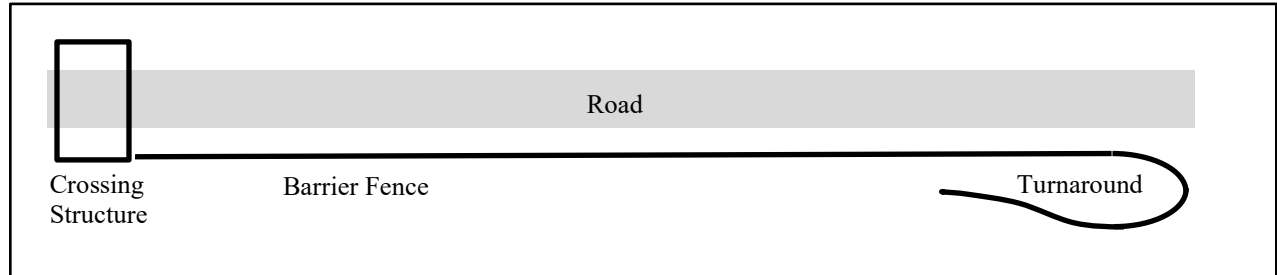 Road
Crossing
Structure
Barrier Fence
Turnaround